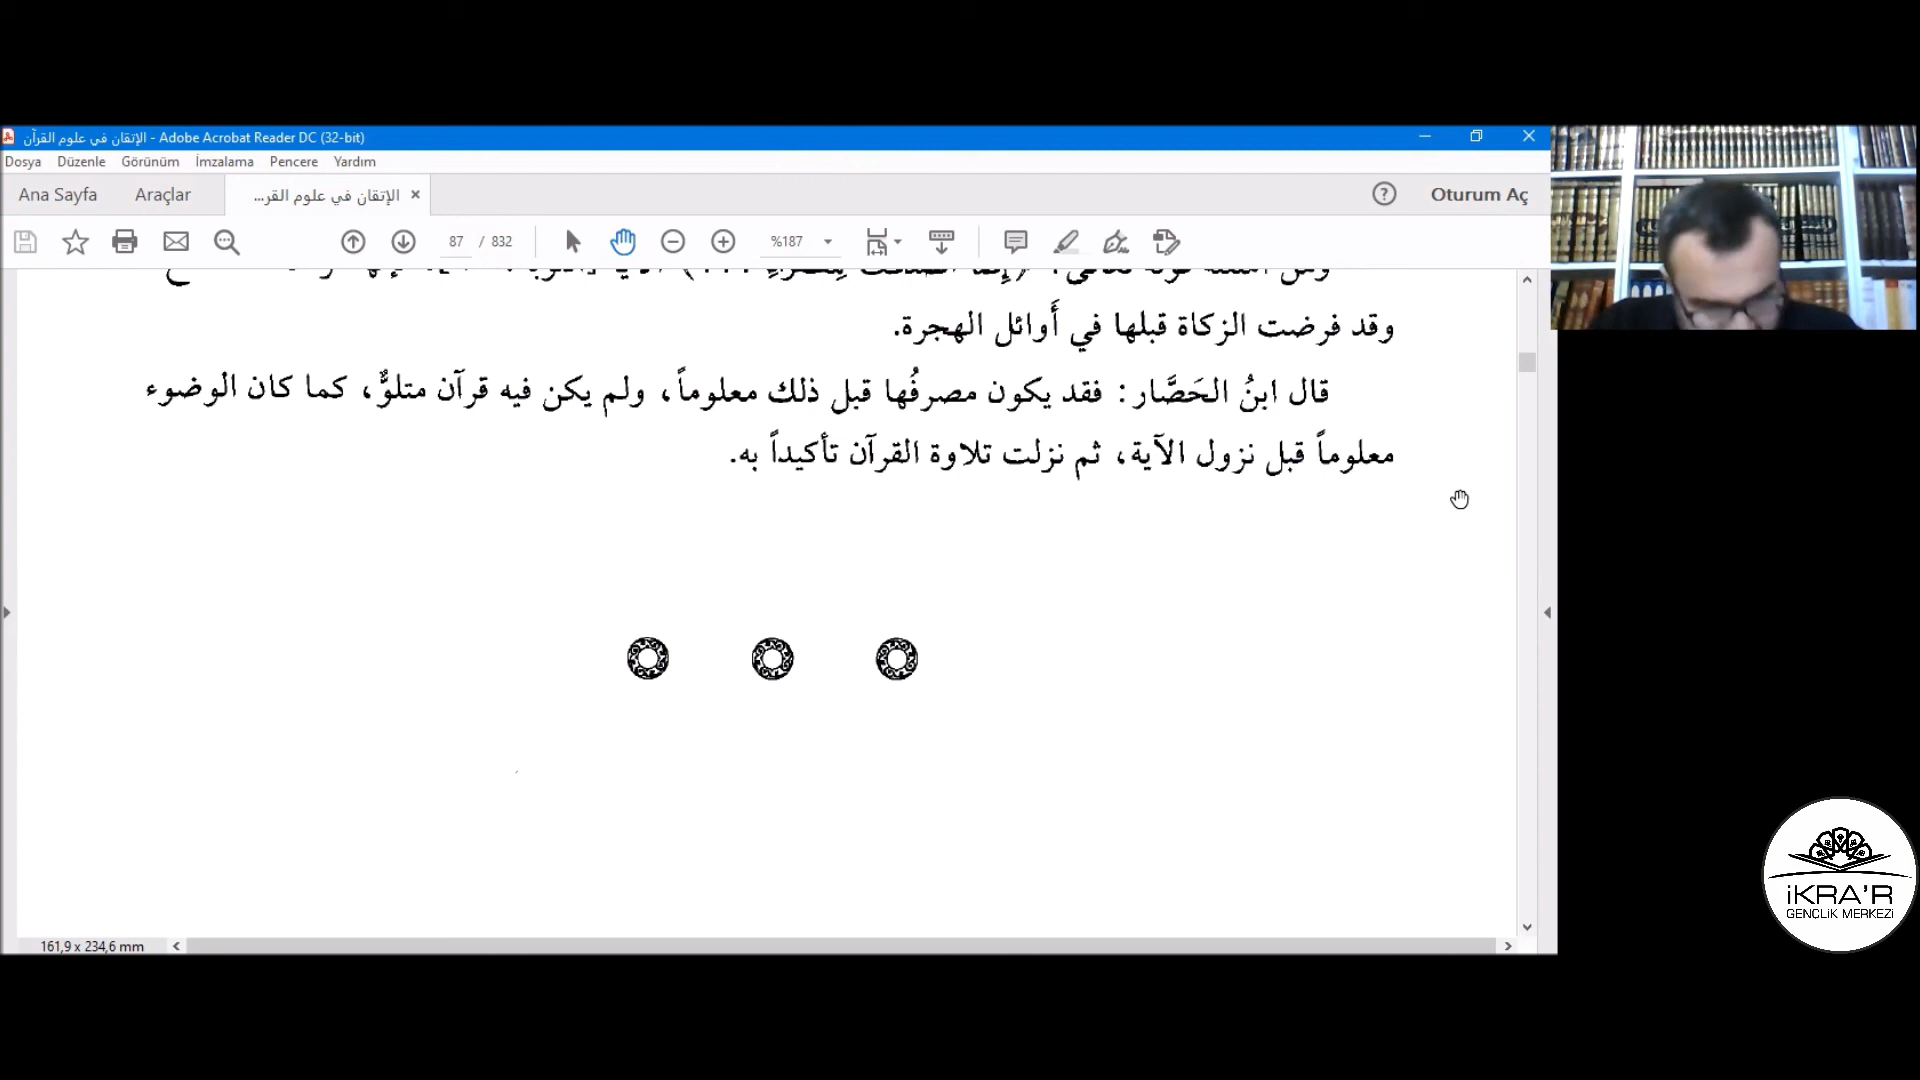 الإتقان في علوم القرآن - Adobe Acrobat Reader DC (32-bit)
Dosya Düzenle Görünüm İmzalama Pencere Yardım
Ana Sayfa Araçlar الإتقان في علوم القر... × Oturum Aç
87 / 832 %187
وقد فرضت الزكاة قبلها في أَوائل الهجرة.
قال ابنُ الحَصَّار: فقد يكون مصرفُها قبل ذلك معلوماً، ولم يكن فيه قرآن متلوٌّ، كما كان الوضوء
معلوماً قبل نزول الآية، ثم نزلت تلاوة القرآن تأكيداً به.
161,9 x 234,6 mm
iKRA'R
GENÇLiK MERKEZi